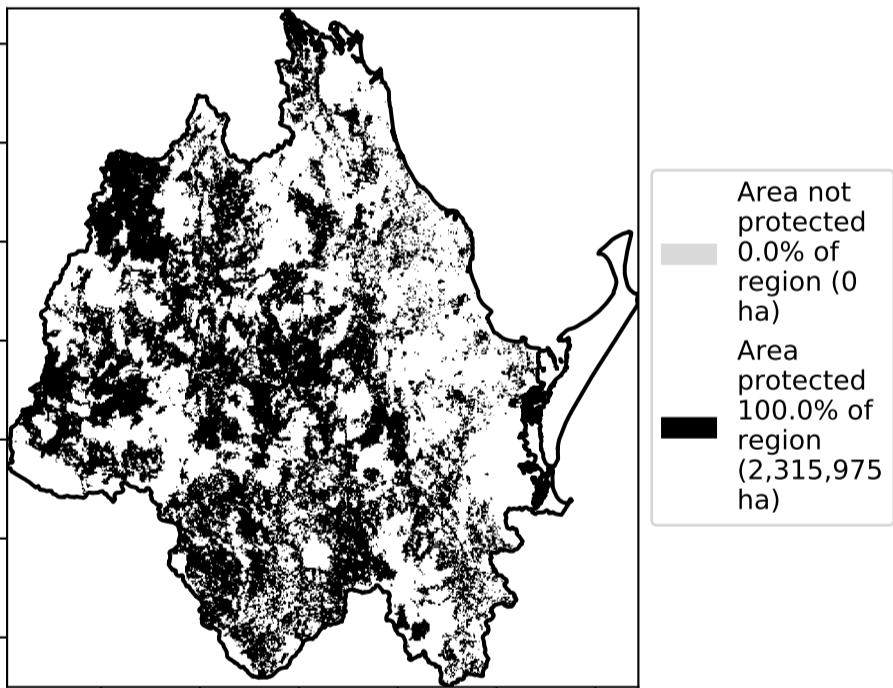 Area not
protected
0.0% of
region (0
ha)
Area
protected
100.0% of
region
(2,315,975
ha)